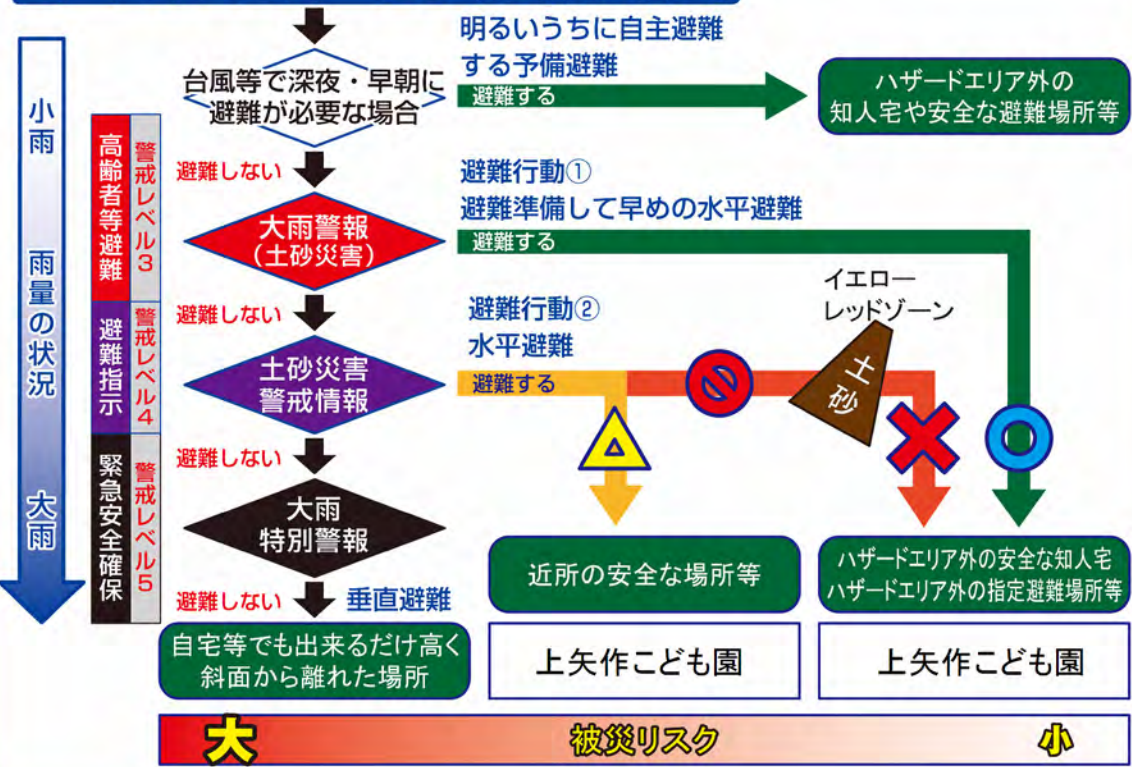 明るいうちに自主避難
する予備避難
台風等で深夜・早朝に
避難が必要な場合
避難する
ハザードエリア外の
知人宅や安全な避難場所等
小雨 雨量の状況 大雨
高齢者等避難
警戒レベル3
避難しない
避難行動①
避難準備して早めの水平避難
大雨警報
(土砂災害)
避難する
イエロー
レッドゾーン
避難指示
警戒レベル4
避難しない
避難行動②
水平避難
土砂災害
警戒情報
避難する
土砂
緊急安全確保
警戒レベル5
避難しない
大雨
特別警報
近所の安全な場所等
ハザードエリア外の安全な知人宅
ハザードエリア外の指定避難場所等
避難しない
垂直避難
自宅等でも出来るだけ高く
斜面から離れた場所
上矢作こども園
上矢作こども園
大 被災リスク 小